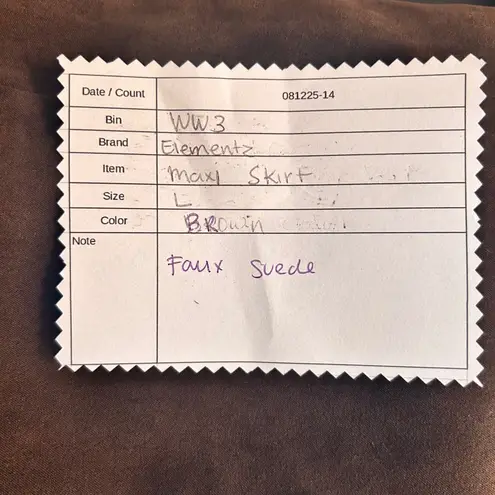 Date / Count 081225-14
Bin WW3
Brand Elementz
Item Maxi Skirt
Size L
Color BROWN
Note
Faux Suede